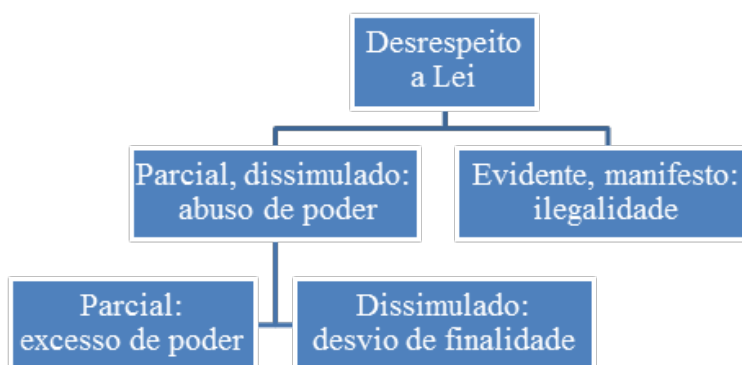 Desrespeito
a Lei
Parcial, dissimulado:
abuso de poder
Evidente, manifesto:
ilegalidade
Parcial:
excesso de poder
Dissimulado:
desvio de finalidade